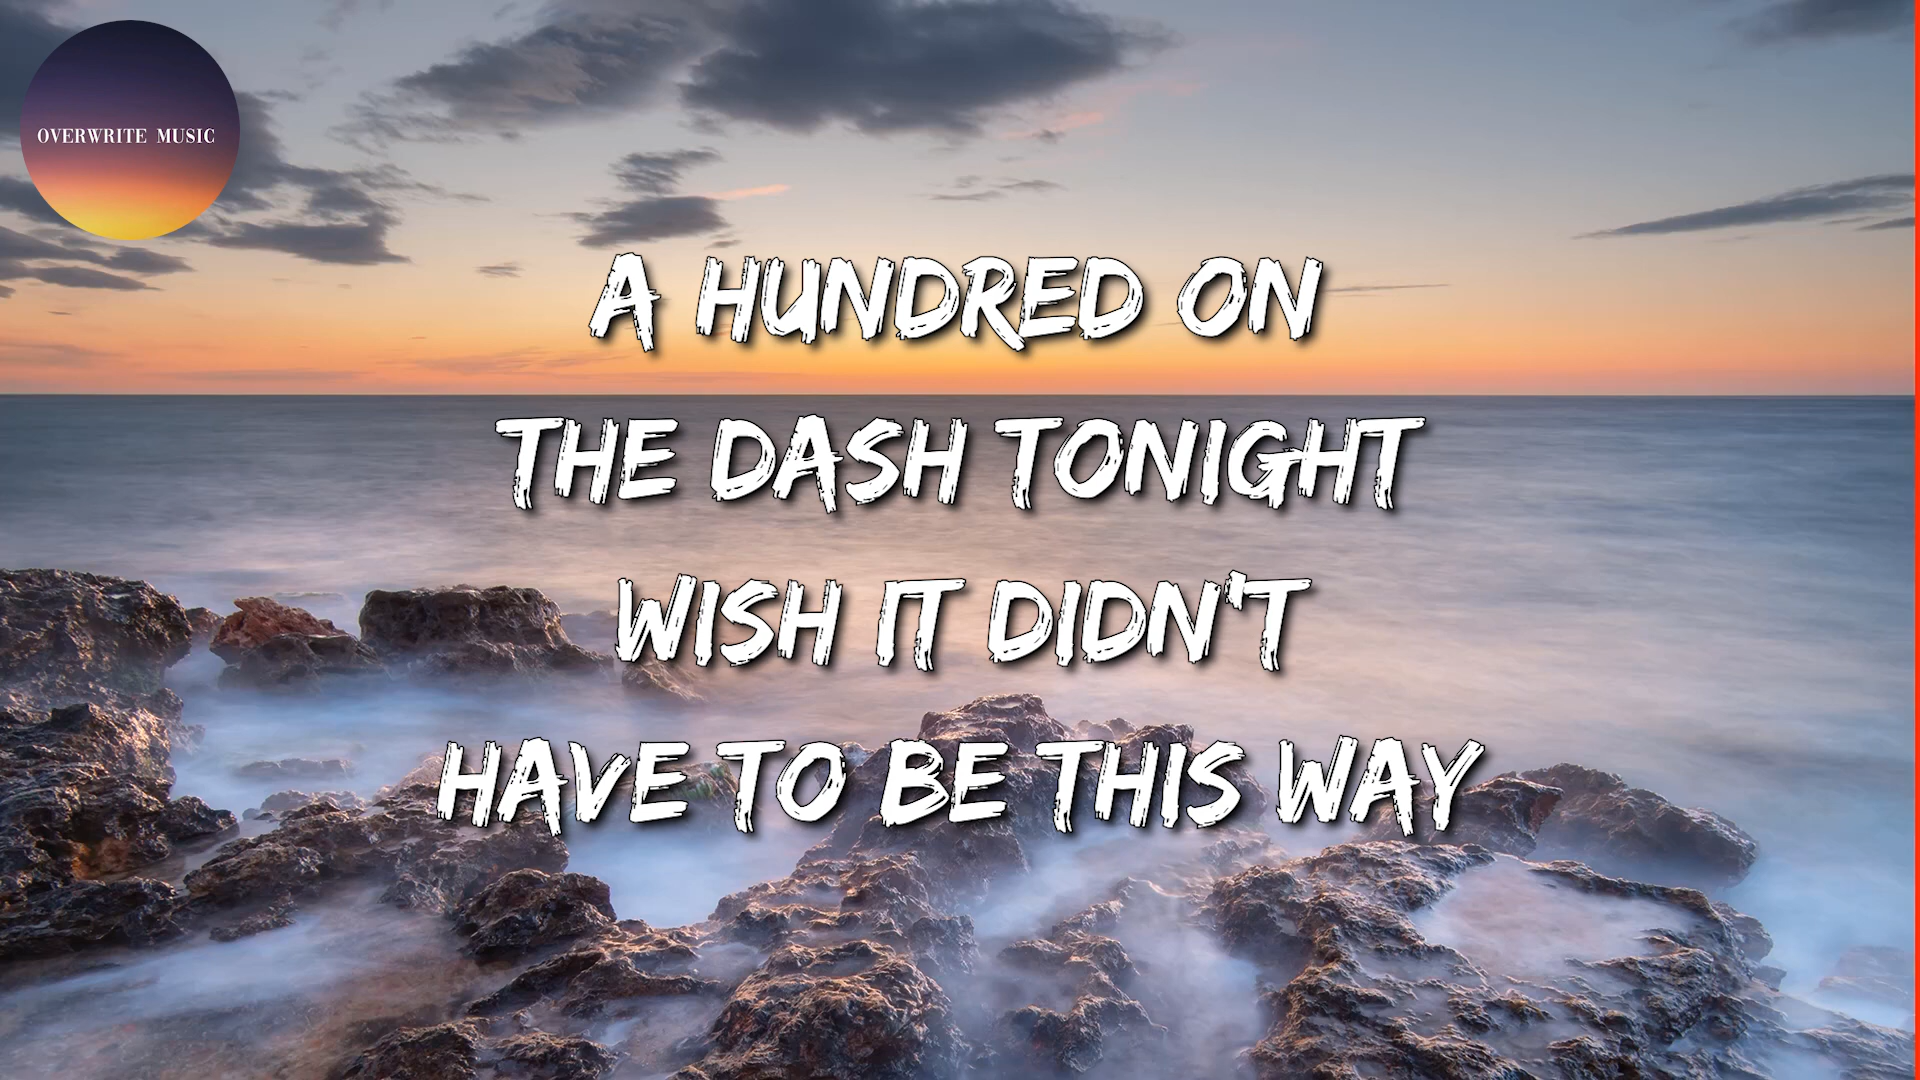 OVERWRITE MUSIC
A HUNDRED ON
THE DASH TONIGHT
WISH IT DIDN'T
HAVE TO BE THIS WAY